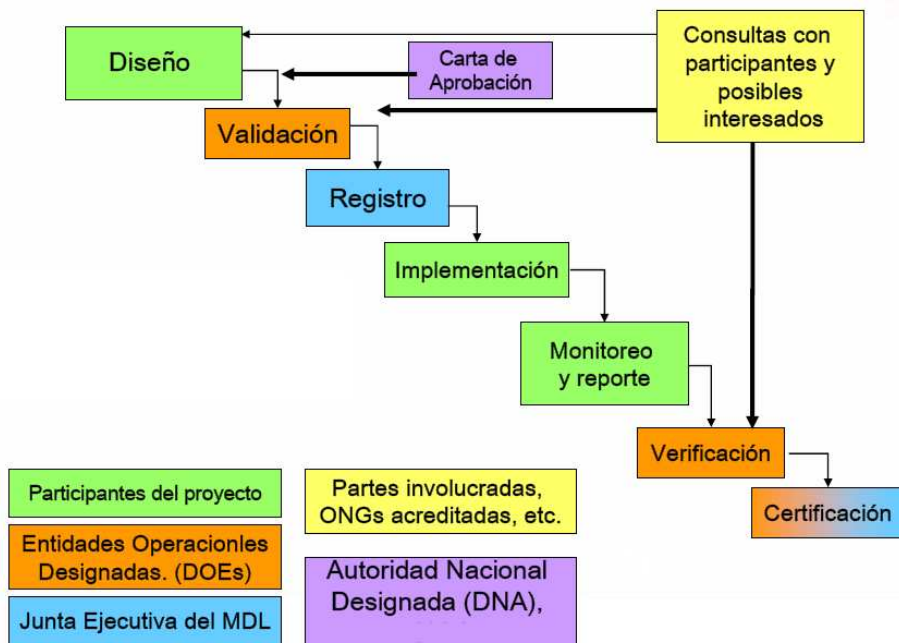 Diseño
Carta de
Aprobación
Consultas con
participantes y
posibles
interesados
Validación
Registro
Implementación
Monitoreo
y reporte
Verificación
Certificación
Participantes del proyecto
Entidades Operacionles
Designadas. (DOEs)
Junta Ejecutiva del MDL
Partes involucradas,
ONGs acreditadas, etc.
Autoridad Nacional
Designada (DNA),